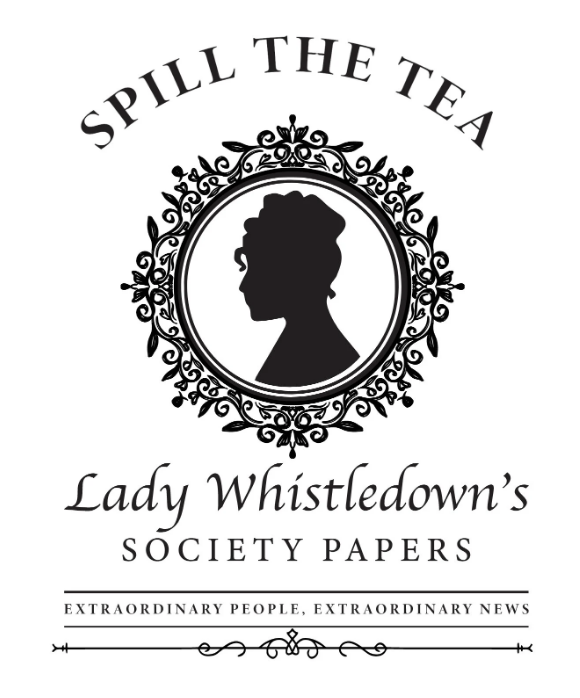 SPILL THE TEA
Lady Whistledown's
SOCIETY PAPERS
EXTRAORDINARY PEOPLE, EXTRAORDINARY NEWS